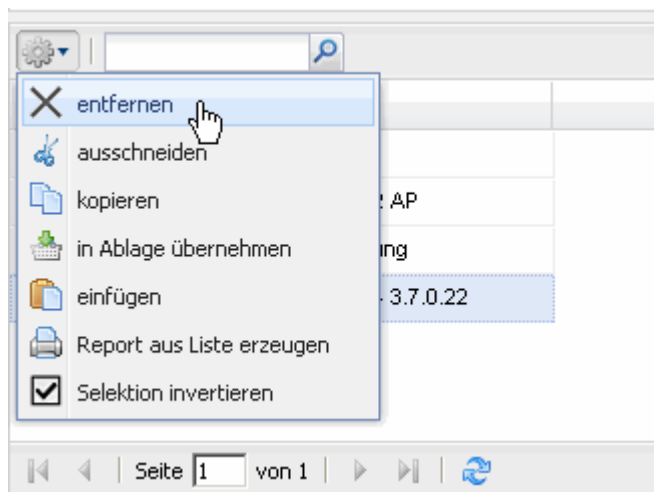 entfernen
ausschneiden
kopieren
AP
in Ablage übernehmen
ng
einfügen
3.7.0.22
Report aus Liste erzeugen
Selektion invertieren
Seite 1 von 1